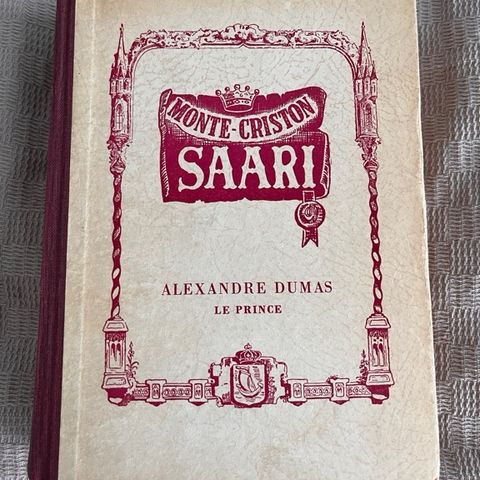 MONTE-CRISTON
SAARI
ALEXANDRE DUMAS
LE PRINCE